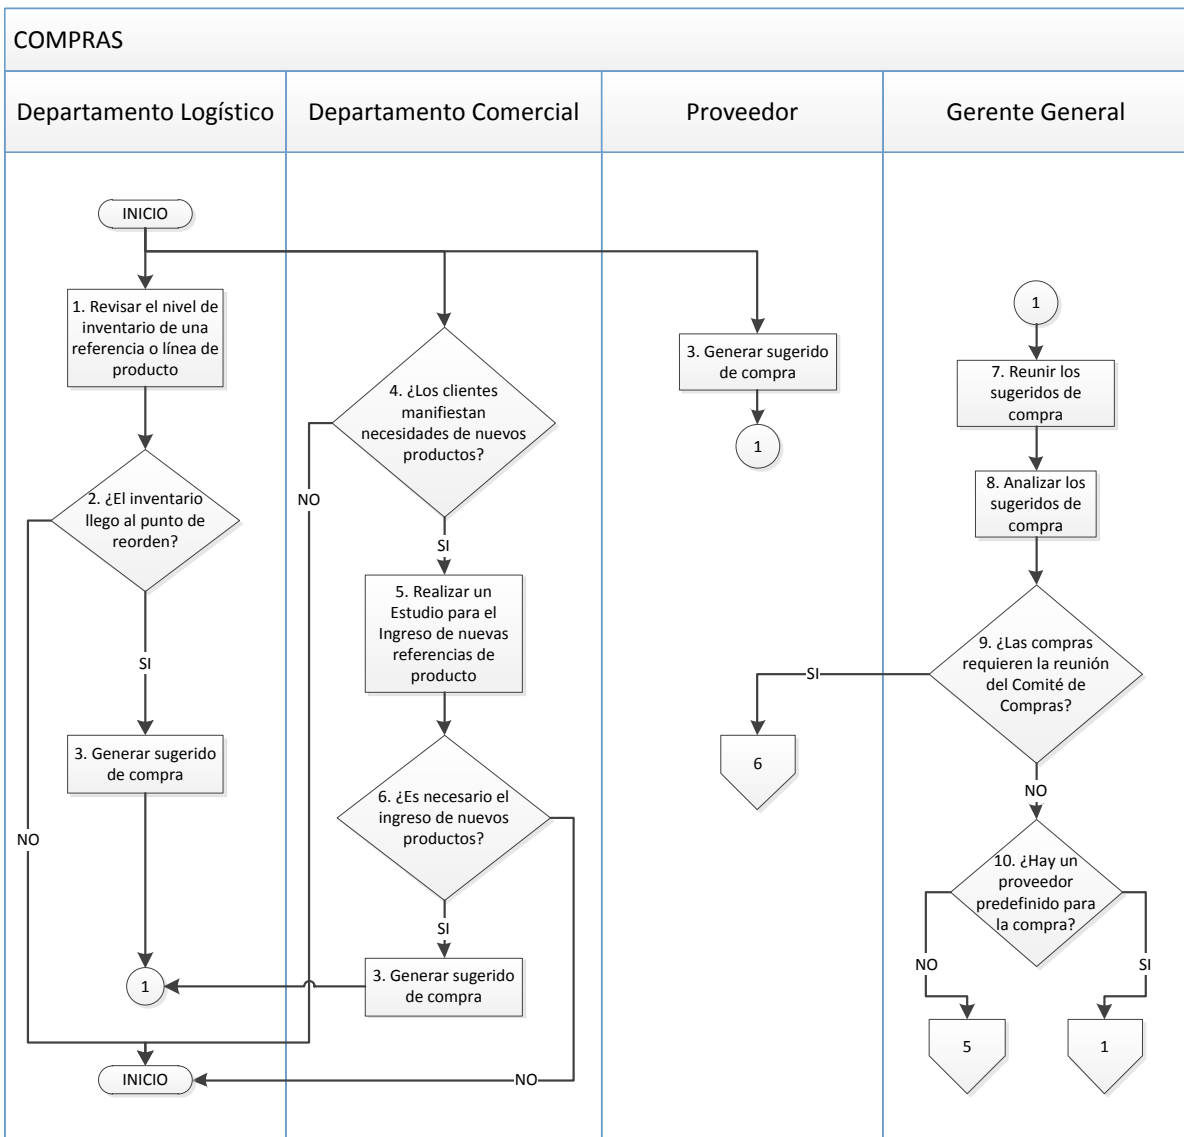 COMPRAS
Departamento Logístico
Departamento Comercial
Proveedor
Gerente General
INICIO
1. Revisar el nivel de
inventario de una
referencia o línea de
producto
2. ¿El inventario
llego al punto de
reorden?
NO
SI
3. Generar sugerido
de compra
1
INICIO
4. ¿Los clientes
manifiestan
necesidades de nuevos
productos?
NO
SI
5. Realizar un
Estudio para el
Ingreso de nuevas
referencias de
producto
6. ¿Es necesario el
ingreso de nuevos
productos?
SI
NO
3. Generar sugerido
de compra
3. Generar sugerido
de compra
1
1
7. Reunir los
sugeridos de
compra
8. Analizar los
sugeridos de
compra
9. ¿Las compras
requieren la reunión
del Comité de
Compras?
SI
6
NO
10. ¿Hay un
proveedor
predefinido para
la compra?
NO
SI
5
1